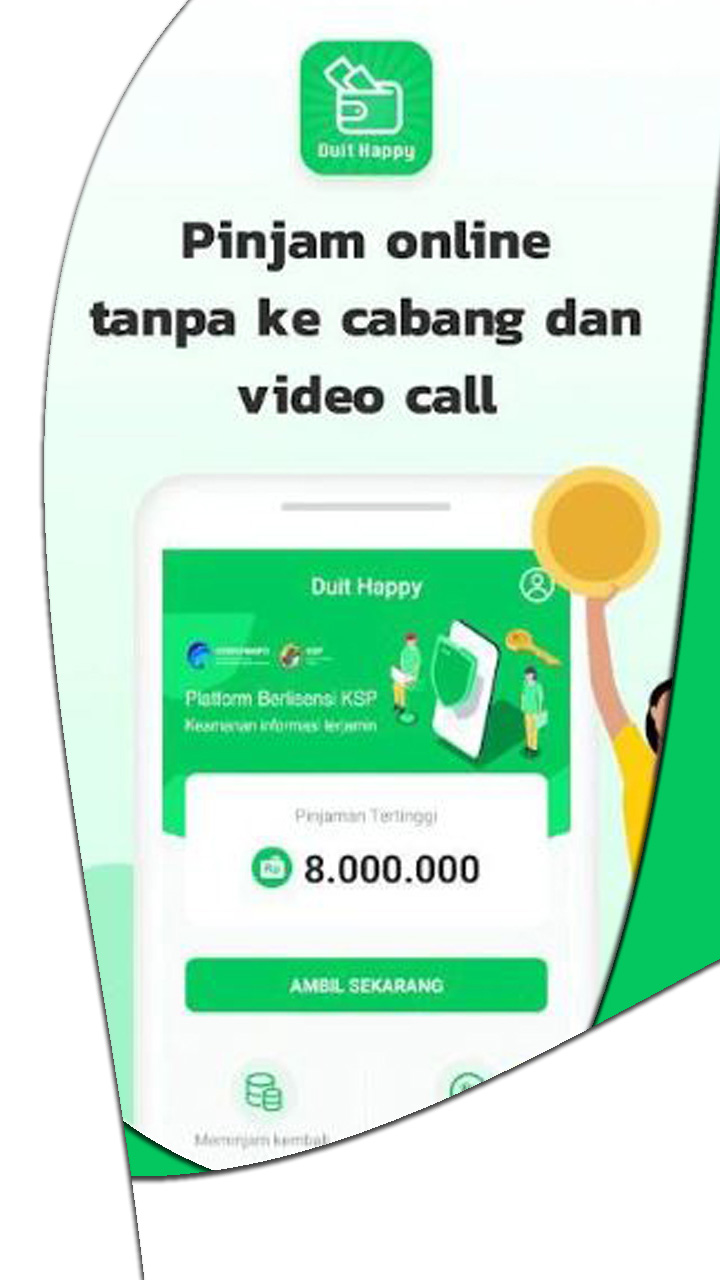 Duit Happy
Pinjam online
tanpa ke cabang dan
video call
Duit Happy
KSP
Platform Berlisensi KSP
Keamanan informasi terjamin
Pinjaman Tertinggi
Rp 8.000.000
AMBIL SEKARANG
Meminjam kembali